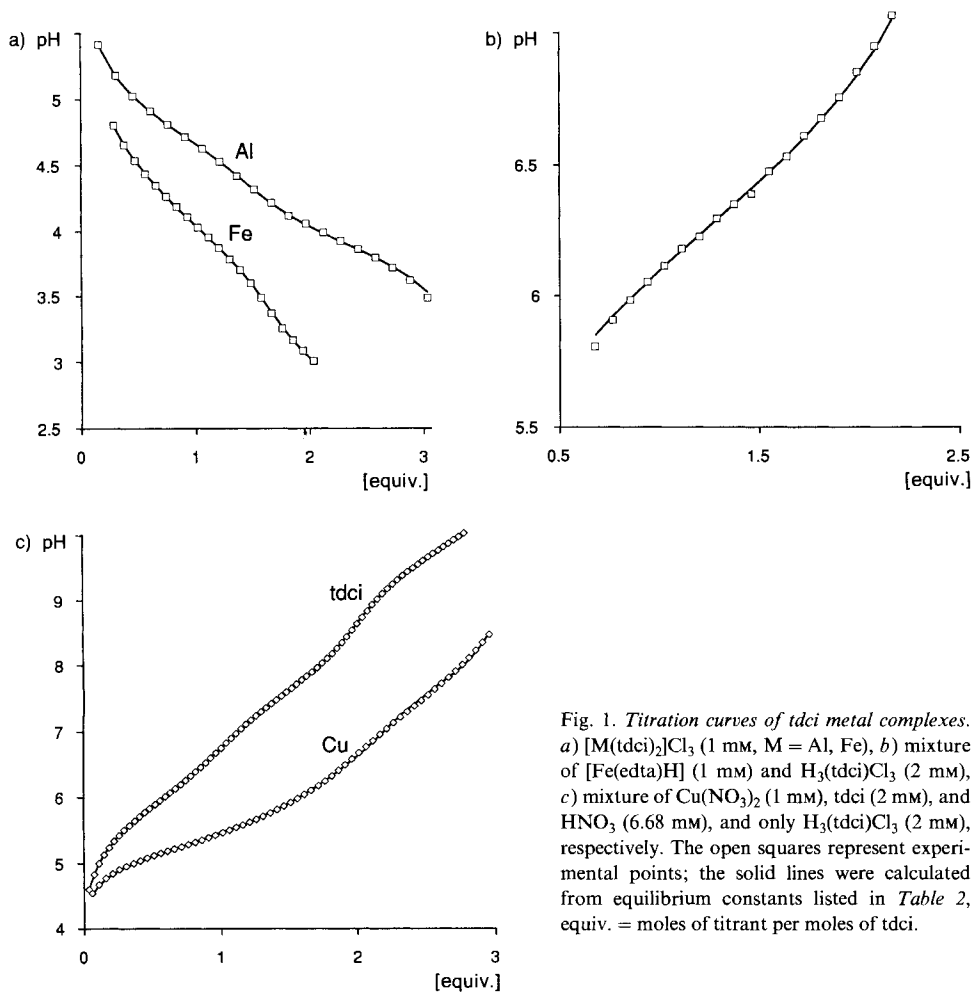 a) pH
5
4.5
4
3.5
3
2.5
Al
Fe
0 1 2 3
[equiv.]
b) pH
6.5
6
5.5
0.5 1.5 2.5
[equiv.]
c) pH
9
8
7
6
5
4
tdci
Cu
0 1 2 3
[equiv.]
Fig. 1. Titration curves of tdci metal complexes.
a) [M(tdci)₂]Cl₃ (1 mM, M = Al, Fe), b) mixture
of [Fe(edta)H] (1 mM) and H₃(tdci)Cl₃ (2 mM),
c) mixture of Cu(NO₃)₂ (1 mM), tdci (2 mM), and
HNO₃ (6.68 mM), and only H₃(tdci)Cl₃ (2 mM),
respectively. The open squares represent experi-
mental points; the solid lines were calculated
from equilibrium constants listed in Table 2,
equiv. = moles of titrant per moles of tdci.